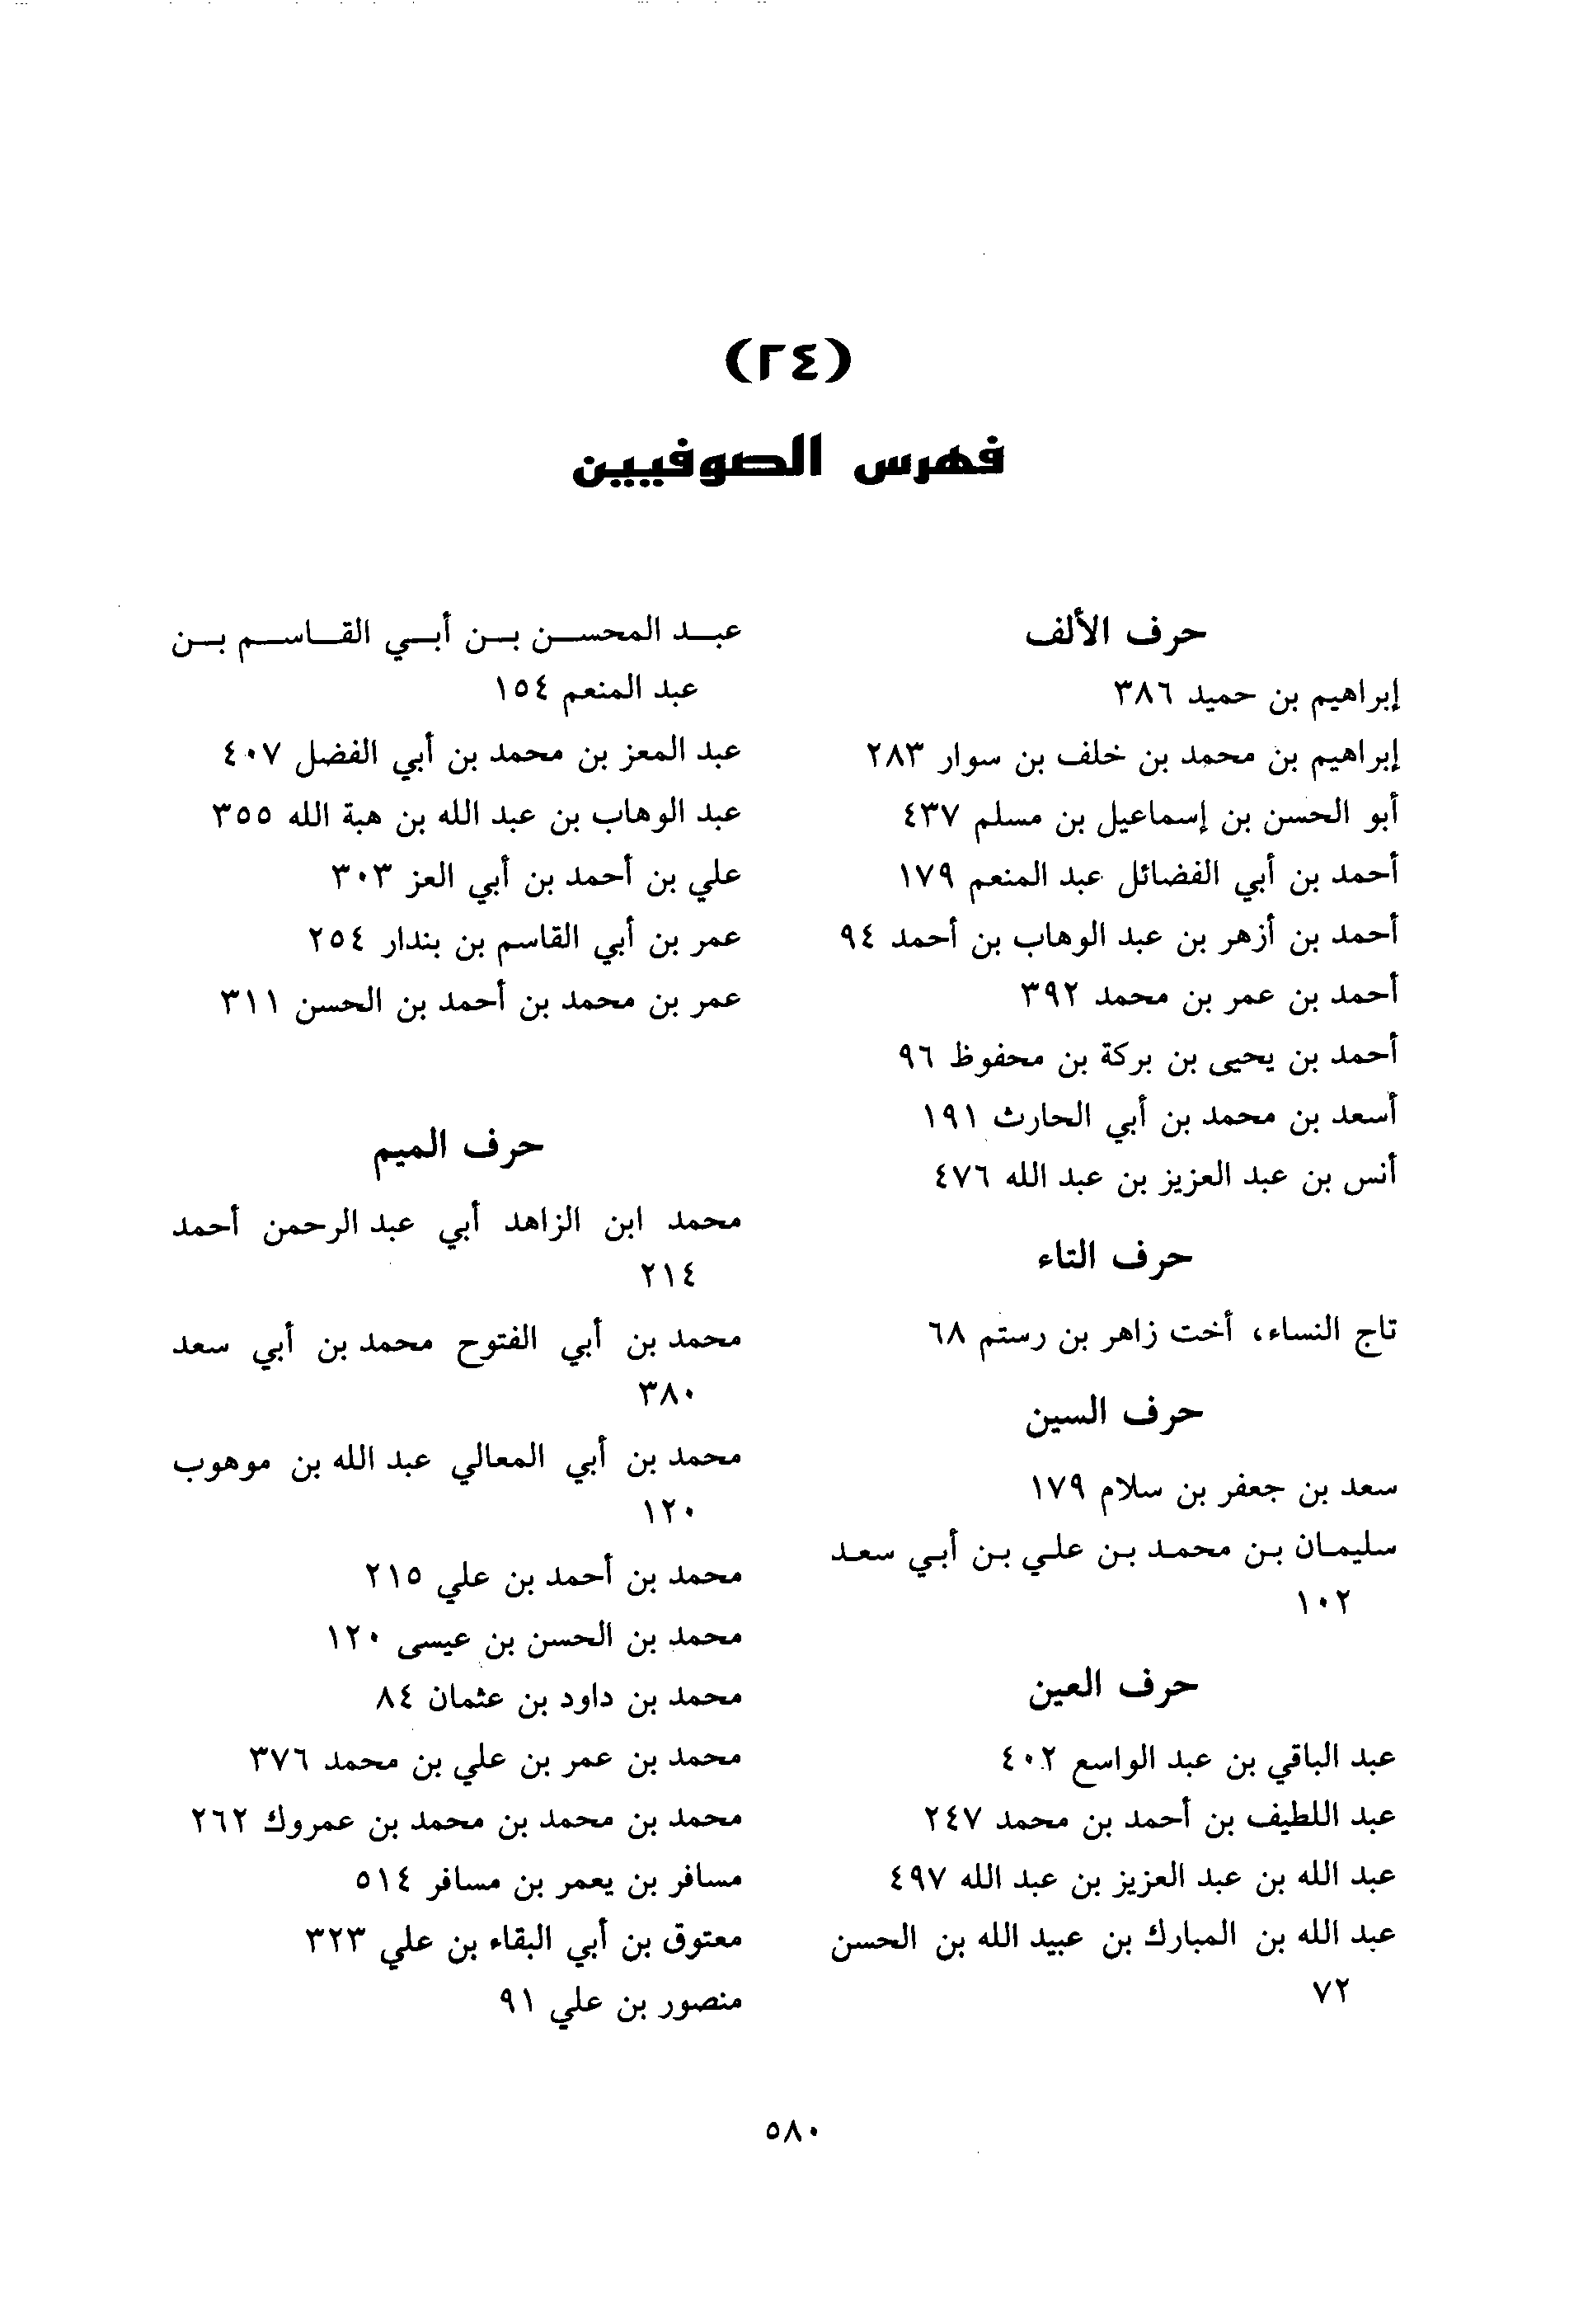 (٢٤)
فهرس الصوفيين
حرف الألف
إبراهيم بن حميد ٣٨٦
إبراهيم بن محمد بن خلف بن سوار ٢٨٣
أبو الحسن بن إسماعيل بن مسلم ٤٣٧
أحمد بن أبي الفضائل عبد المنعم ١٧٩
أحمد بن أزهر بن عبد الوهاب بن أحمد ٩٤
أحمد بن عمر بن محمد ٣٩٢
أحمد بن يحيى بن بركة بن محفوظ ٩٦
أسعد بن محمد بن أبي الحارث ١٩١
أنس بن عبد العزيز بن عبد الله ٤٧٦
حرف التاء
تاج النساء، أخت زاهر بن رستم ٦٨
حرف السين
سعد بن جعفر بن سلام ١٧٩
سليمان بن محمد بن علي بن أبي سعد
١٠٢
حرف العين
عبد الباقي بن عبد الواسع ٤٠٢
عبد اللطيف بن أحمد بن محمد ٢٤٧
عبد الله بن عبد العزيز بن عبد الله ٤٩٧
عبد الله بن المبارك بن عبيد الله بن الحسن
٧٢
عبد المحسن بن أبي القاسم بن
عبد المنعم ١٥٤
عبد المعز بن محمد بن أبي الفضل ٤٠٧
عبد الوهاب بن عبد الله بن هبة الله ٣٥٥
علي بن أحمد بن أبي العز ٣٠٣
عمر بن أبي القاسم بن بندار ٢٥٤
عمر بن محمد بن أحمد بن الحسن ٣١١
حرف الميم
محمد ابن الزاهد أبي عبد الرحمن أحمد
٢١٤
محمد بن أبي الفتوح محمد بن أبي سعد
٣٨٠
محمد بن أبي المعالي عبد الله بن موهوب
١٢٠
محمد بن أحمد بن علي ٢١٥
محمد بن الحسن بن عيسى ١٢٠
محمد بن داود بن عثمان ٨٤
محمد بن عمر بن علي بن محمد ٣٧٦
محمد بن محمد بن محمد بن عمروك ٢٦٢
مسافر بن يعمر بن مسافر ٥١٤
معتوق بن أبي البقاء بن علي ٣٢٣
منصور بن علي ٩١
٥٨٠